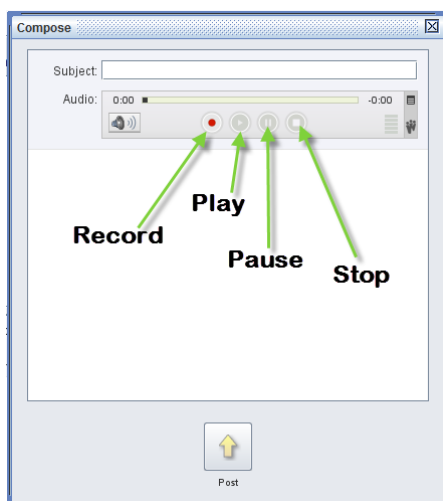 Compose
Subject:
Audio: 0:00 -0:00
Play
Record
Pause
Stop
Post